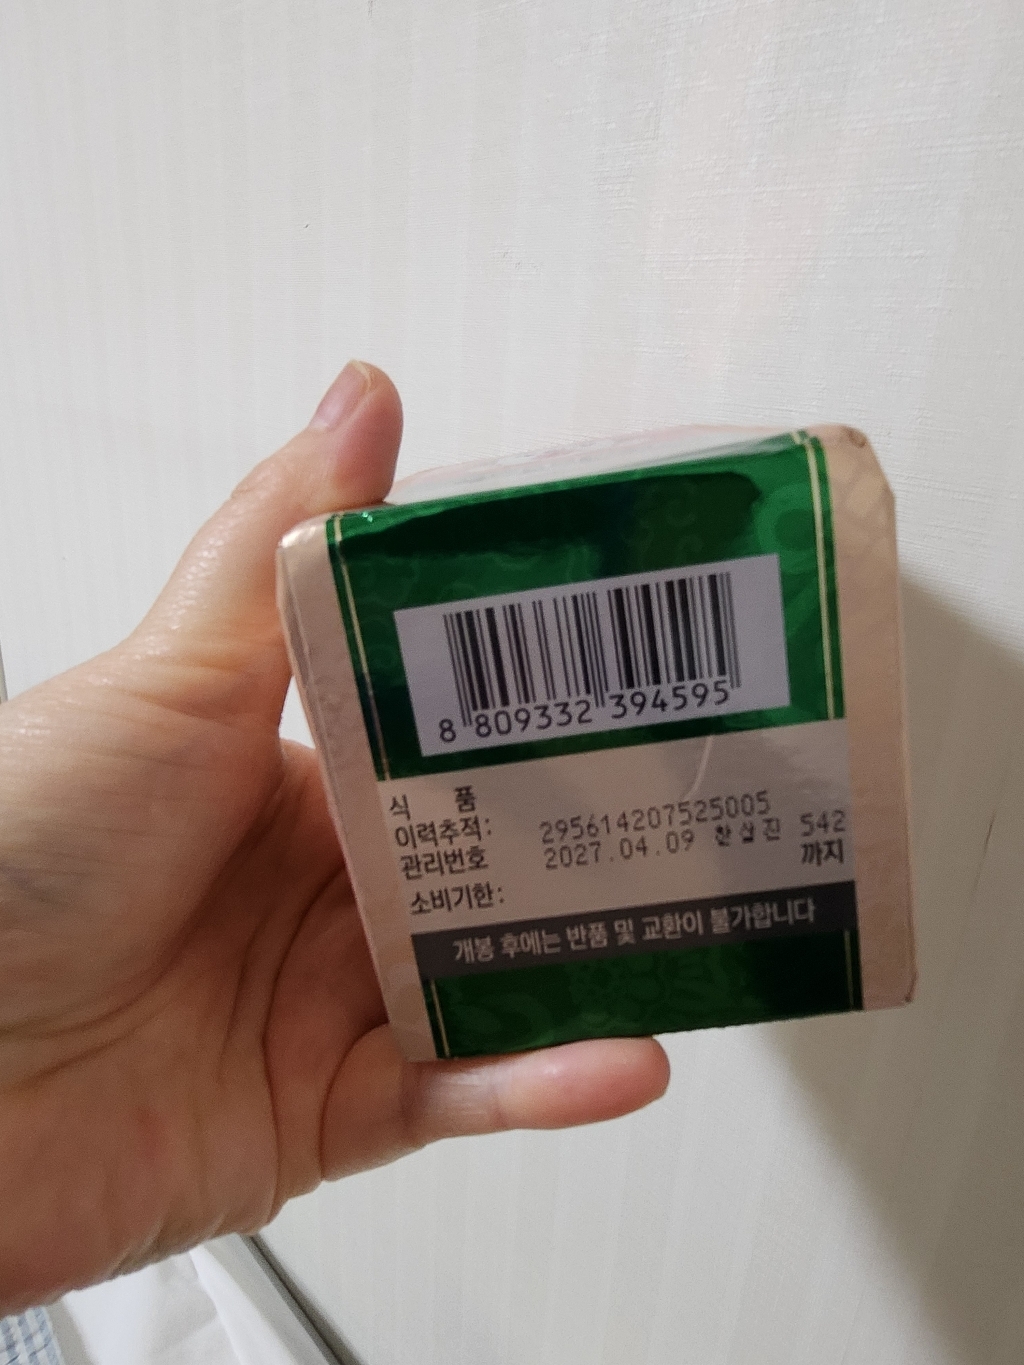 8 809332 394595
식 품
이력추적: 295614207525005
관리번호 2027.04.09 한삼진 542
소비기한: 까지
개봉 후에는 반품 및 교환이 불가합니다